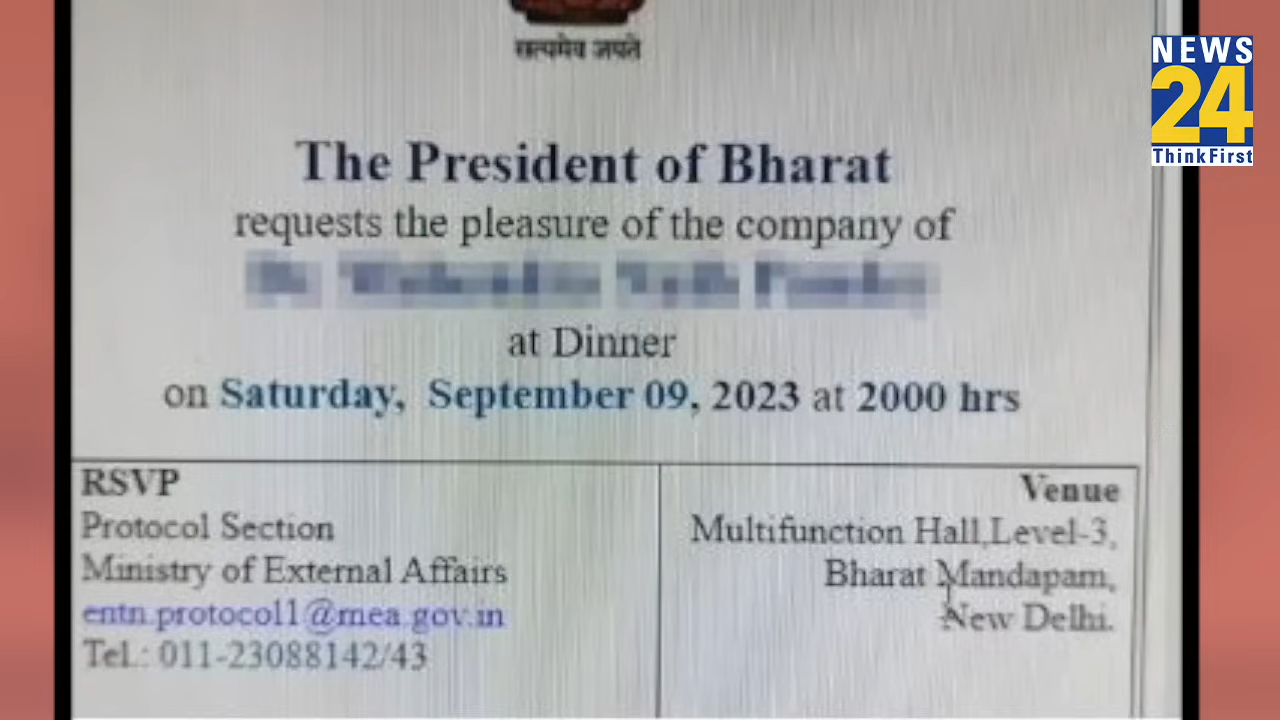 सत्यमेव जयते
NEWS
24
ThinkFirst
The President of Bharat
requests the pleasure of the company of
at Dinner
on Saturday, September 09, 2023 at 2000 hrs
RSVP
Protocol Section
Ministry of External Affairs
entn.protocol1@mea.gov.in
Tel.: 011-23088142/43
Venue
Multifunction Hall,Level-3,
Bharat Mandapam,
New Delhi.